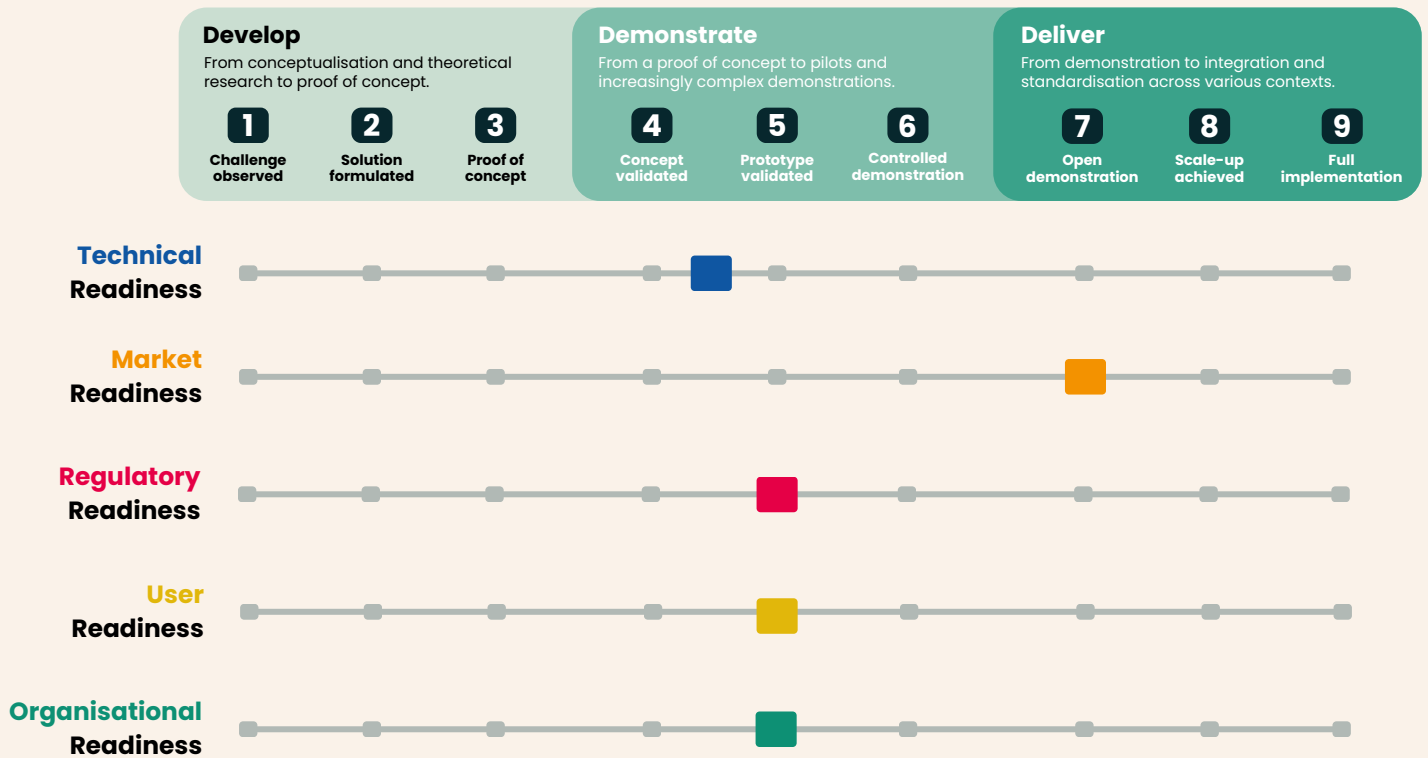 Develop
From conceptualisation and theoretical
research to proof of concept.
1
Challenge
observed
2
Solution
formulated
3
Proof of
concept
Demonstrate
From a proof of concept to pilots and
increasingly complex demonstrations.
4
Concept
validated
5
Prototype
validated
6
Controlled
demonstration
Deliver
From demonstration to integration and
standardisation across various contexts.
7
Open
demonstration
8
Scale-up
achieved
9
Full
implementation
Technical
Readiness
Market
Readiness
Regulatory
Readiness
User
Readiness
Organisational
Readiness